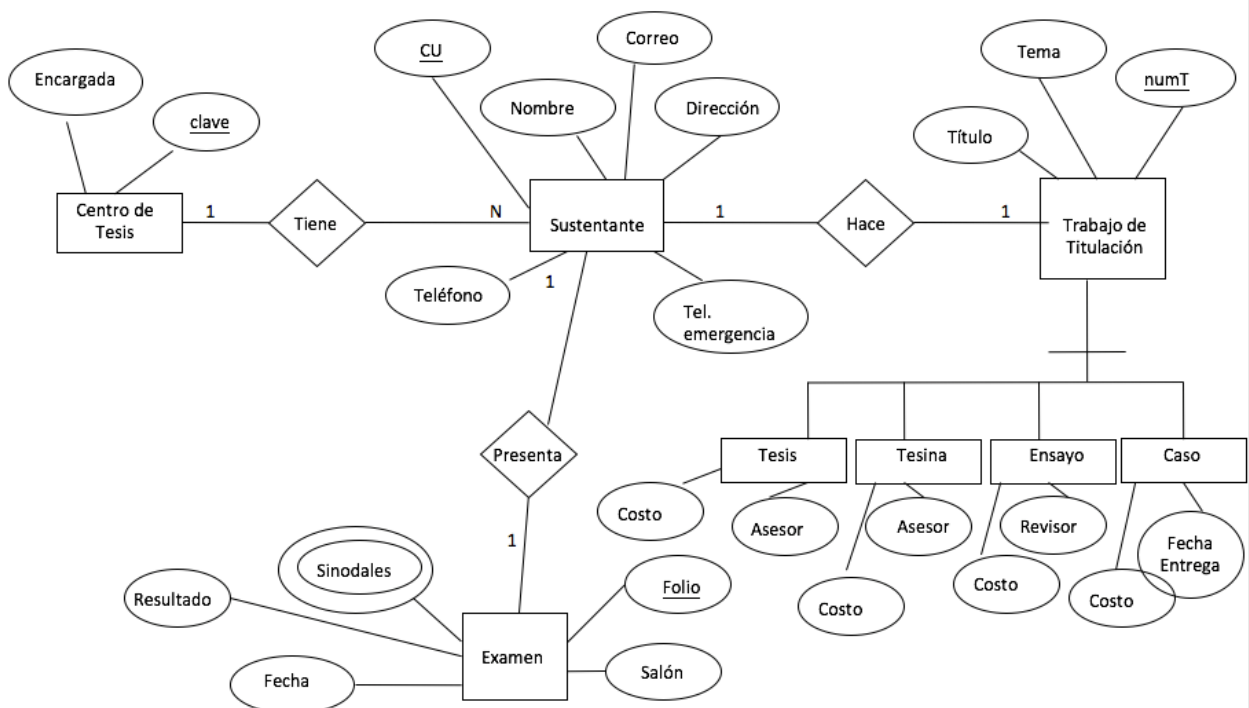 CU
Correo
Tema
Encargada
numT
clave
Nombre
Dirección
Título
Centro de
Tesis
1
Tiene
N
Sustentante
1
Hace
1
Trabajo de
Titulación
Teléfono
1
Tel.
emergencia
Presenta
Tesis
Tesina
Ensayo
Caso
Costo
Asesor
Asesor
Revisor
Fecha
Entrega
Costo
Costo
Costo
1
Sinodales
Resultado
Folio
Examen
Salón
Fecha